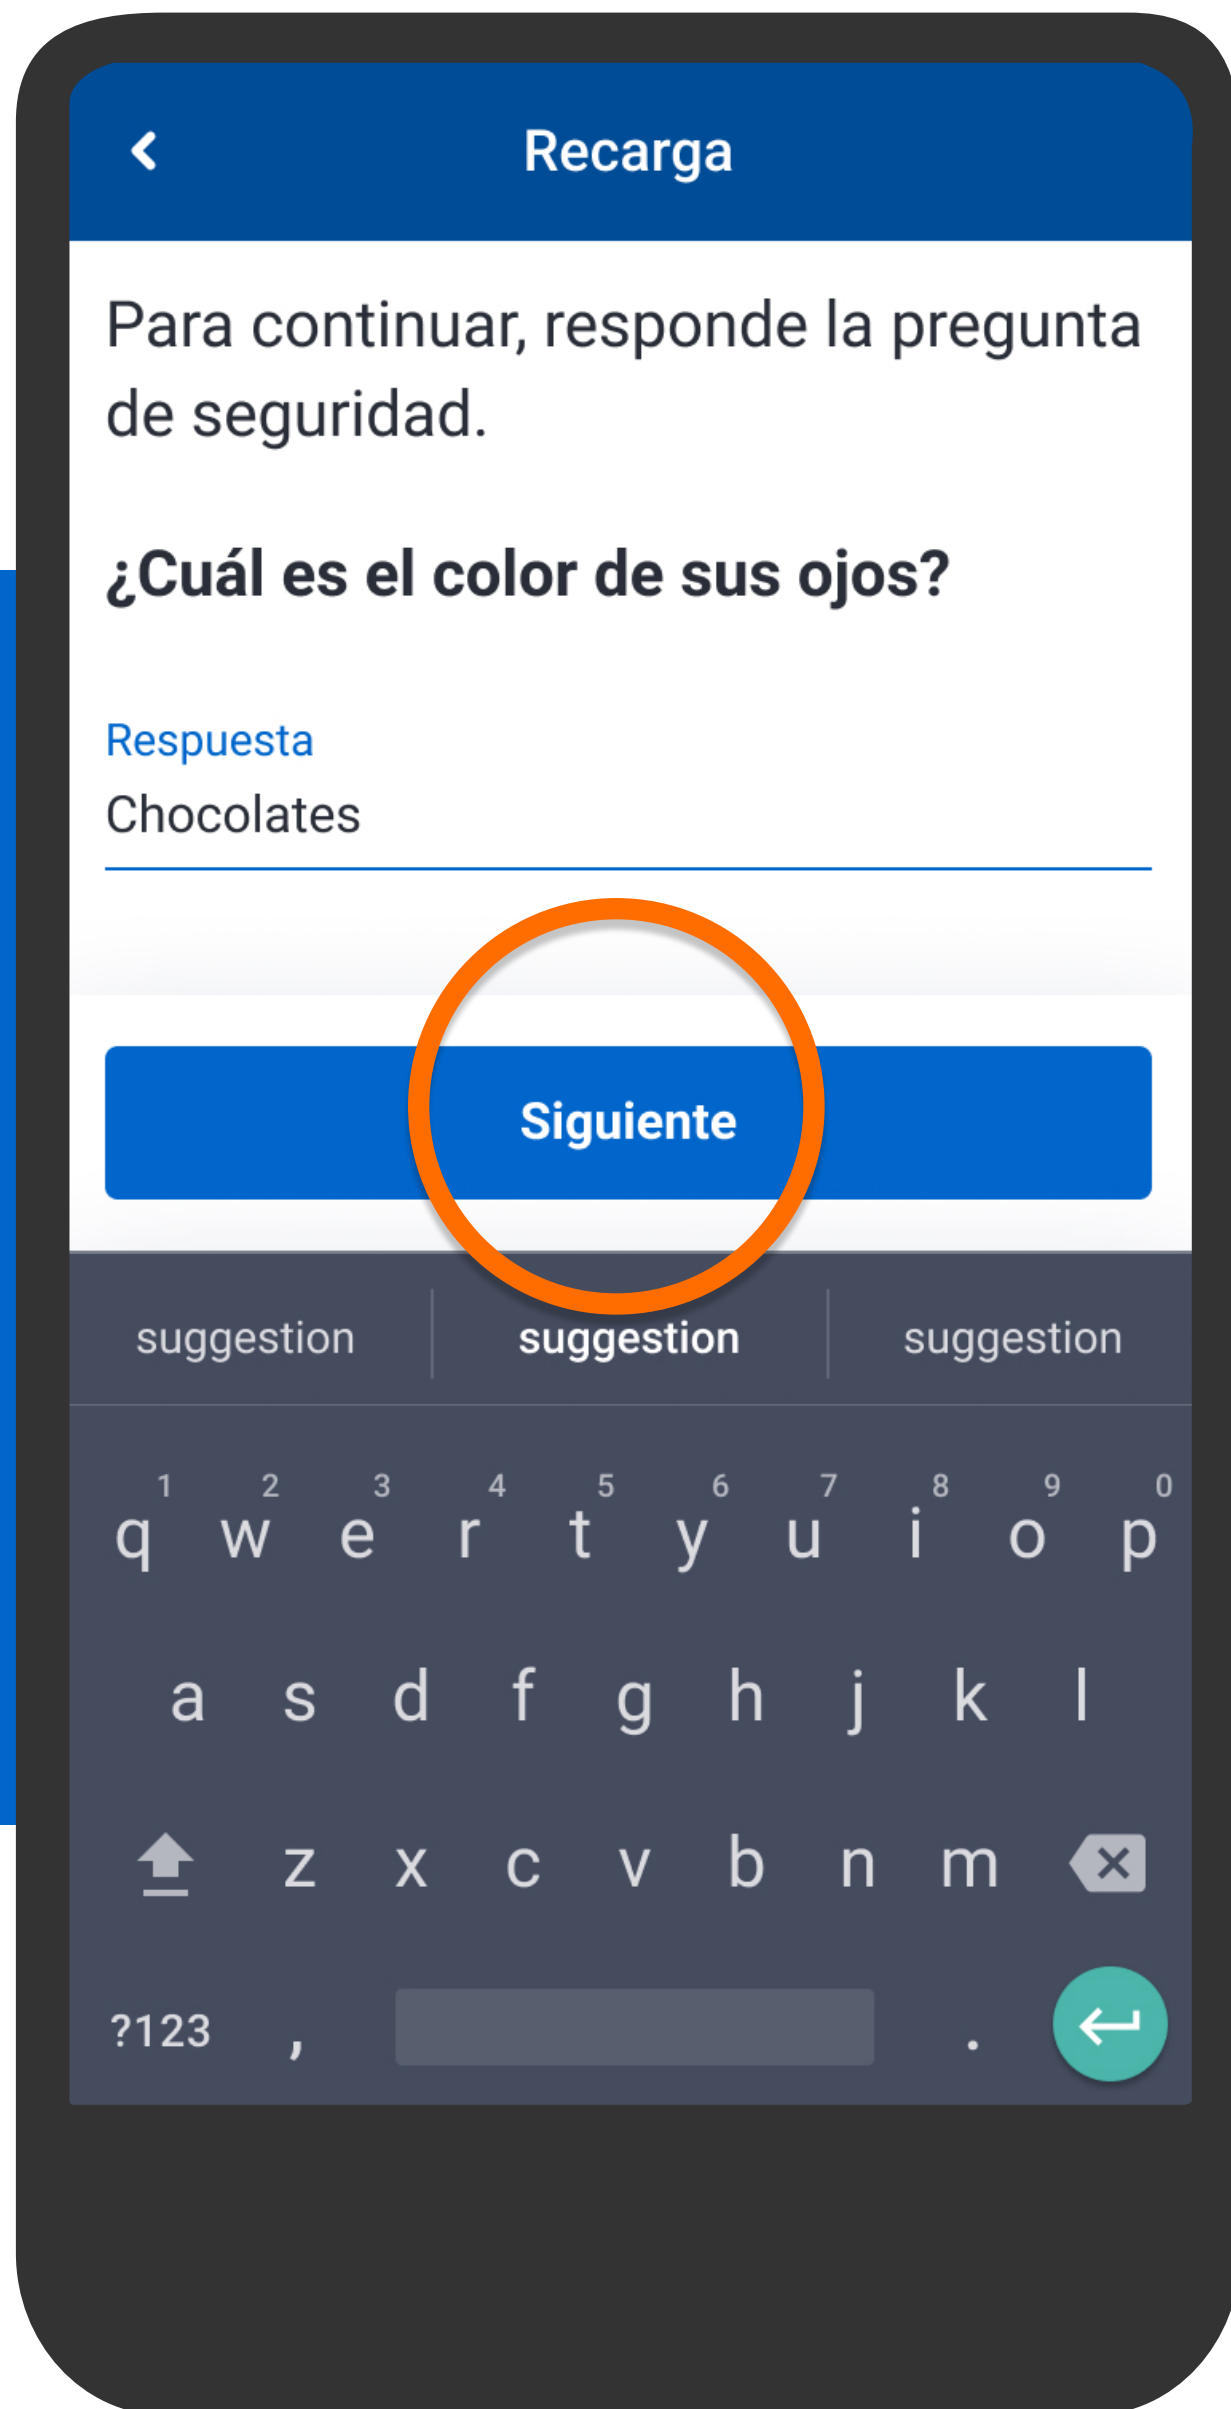 Recarga
Para continuar, responde la pregunta
de seguridad.
¿Cuál es el color de sus ojos?
Respuesta
Chocolates
Siguiente
suggestion suggestion suggestion
1 2 3 4 5 6 7 8 9 0
q w e r t y u i o p
a s d f g h j k l
z x c v b n m
?123 , .